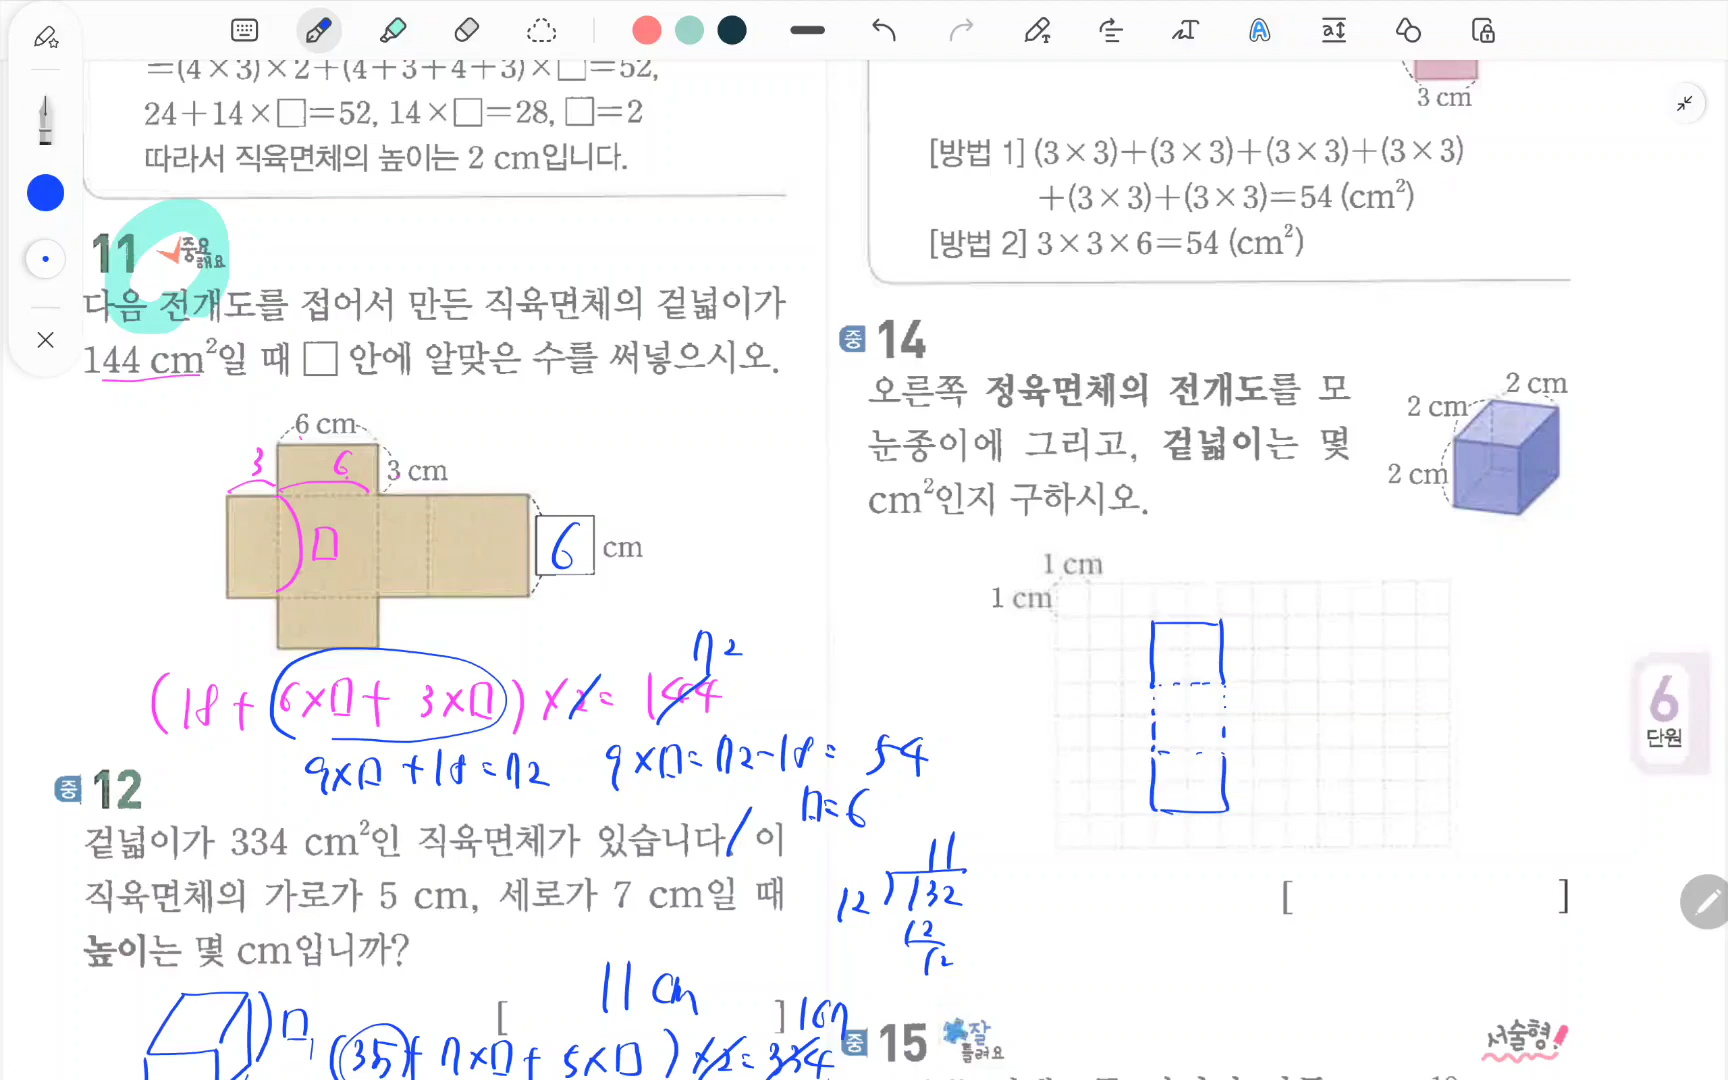 =(4×3)×2+(4+3+4+3)×□=52,
24+14×□=52, 14×□=28, □=2
따라서 직육면체의 높이는 2 cm입니다.
11 중요해요
다음 전개도를 접어서 만든 직육면체의 겉넓이가
144 cm²일 때 □ 안에 알맞은 수를 써넣으시오.
6 cm
3 6 3 cm
□ 6 cm
(18+6×□+3×□)×2=144
72
9×□+18=72 9×□=72-18=54
□=6
중 12
겉넓이가 334 cm²인 직육면체가 있습니다/ 이
직육면체의 가로가 5 cm, 세로가 7 cm일 때
높이는 몇 cm입니까?
11
12 132
12
12
[ 11 cm ]
167
□ (35+7×□+5×□)×2=334
3 cm
[방법 1] (3×3)+(3×3)+(3×3)+(3×3)
+(3×3)+(3×3)=54 (cm²)
[방법 2] 3×3×6=54 (cm²)
중 14
오른쪽 정육면체의 전개도를 모
눈종이에 그리고, 겉넓이는 몇
cm²인지 구하시오.
2 cm
2 cm
2 cm
1 cm
1 cm
[ ]
6
단원
중 15 잘 틀려요
서술형!